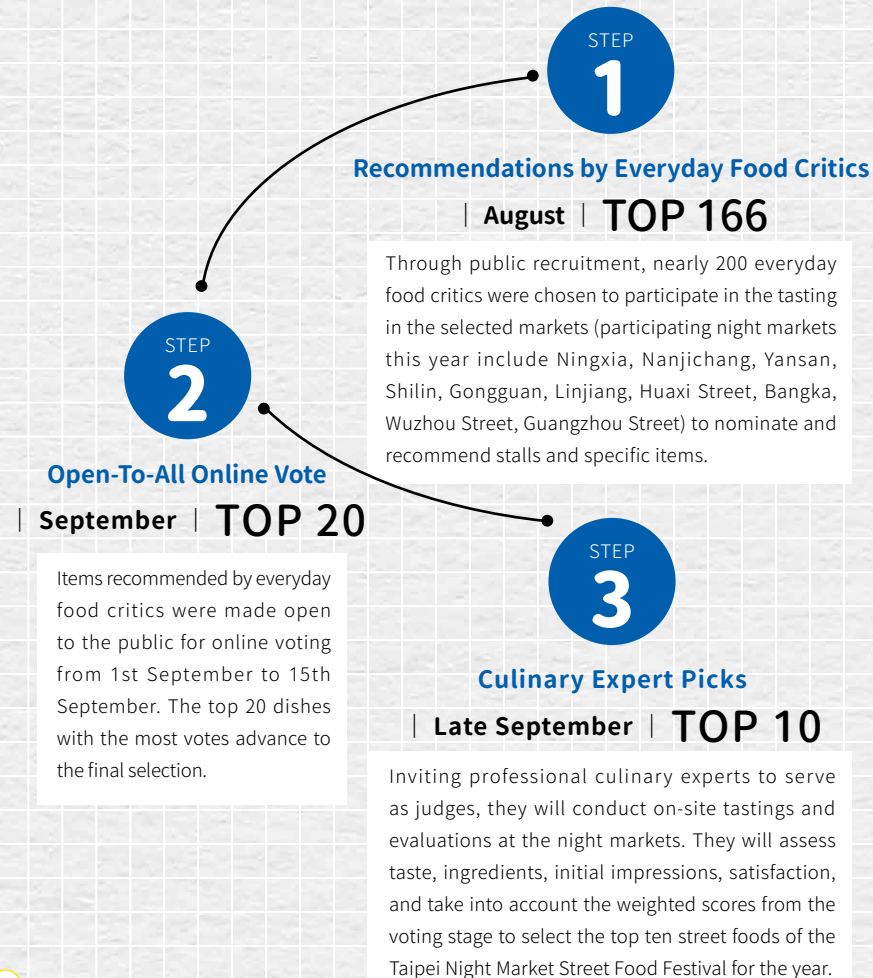 STEP
1
Recommendations by Everyday Food Critics
| August | TOP 166
Through public recruitment, nearly 200 everyday
food critics were chosen to participate in the tasting
in the selected markets (participating night markets
this year include Ningxia, Nanjichang, Yansan,
Shilin, Gongguan, Linjiang, Huaxi Street, Bangka,
Wuzhou Street, Guangzhou Street) to nominate and
recommend stalls and specific items.
STEP
2
Open-To-All Online Vote
| September | TOP 20
Items recommended by everyday
food critics were made open
to the public for online voting
from 1st September to 15th
September. The top 20 dishes
with the most votes advance to
the final selection.
STEP
3
Culinary Expert Picks
| Late September | TOP 10
Inviting professional culinary experts to serve
as judges, they will conduct on-site tastings and
evaluations at the night markets. They will assess
taste, ingredients, initial impressions, satisfaction,
and take into account the weighted scores from the
voting stage to select the top ten street foods of the
Taipei Night Market Street Food Festival for the year.